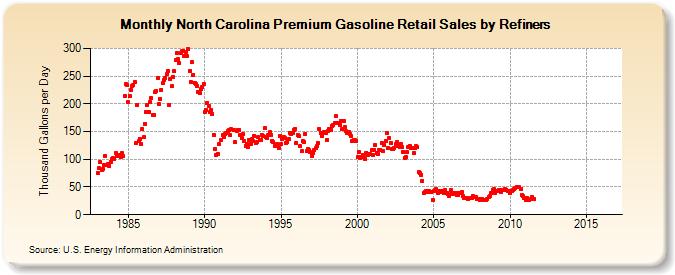 Monthly North Carolina Premium Gasoline Retail Sales by Refiners
Thousand Gallons per Day
300
250
200
150
100
50
0
1985 1990 1995 2000 2005 2010 2015
Source: U.S. Energy Information Administration